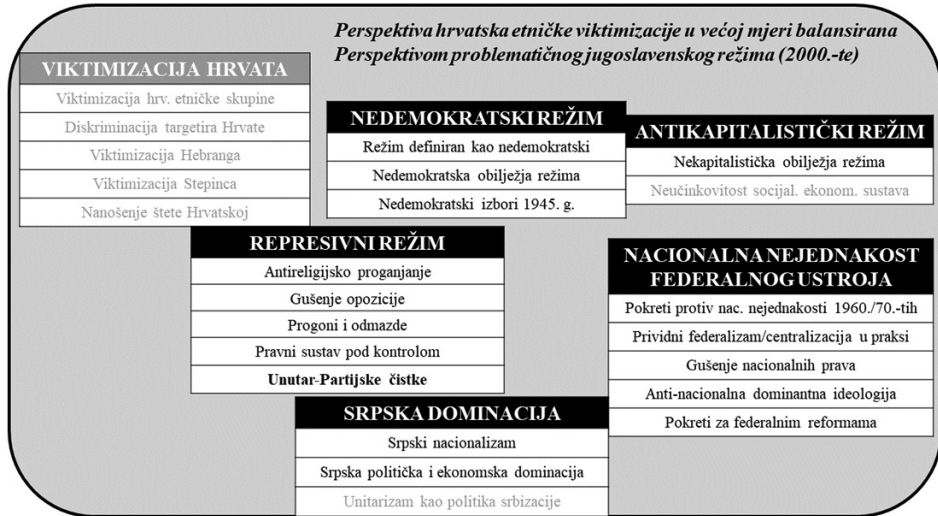 Perspektiva hrvatska etničke viktimizacije u većoj mjeri balansirana
Perspektivom problematičnog jugoslavenskog režima (2000.-te)
VIKTIMIZACIJA HRVATA
Viktimizacija hrv. etničke skupine
Diskriminacija targetira Hrvate
Viktimizacija Hebranga
Viktimizacija Stepinca
Nanošenje štete Hrvatskoj
NEDEMOKRATSKI REŽIM
Režim definiran kao nedemokratski
Nedemokratska obilježja režima
Nedemokratski izbori 1945. g.
ANTIKAPITALISTIČKI REŽIM
Nekapitalistička obilježja režima
Neučinkovitost socijal. ekonom. sustava
REPRESIVNI REŽIM
Antireligijsko proganjanje
Gušenje opozicije
Progoni i odmazde
Pravni sustav pod kontrolom
Unutar-Partijske čistke
NACIONALNA NEJEDNAKOST
FEDERALNOG USTROJA
Pokreti protiv nac. nejednakosti 1960./70.-tih
Prividni federalizam/centralizacija u praksi
Gušenje nacionalnih prava
Anti-nacionalna dominantna ideologija
Pokreti za federalnim reformama
SRPSKA DOMINACIJA
Srpski nacionalizam
Srpska politička i ekonomska dominacija
Unitarizam kao politika srbizacije